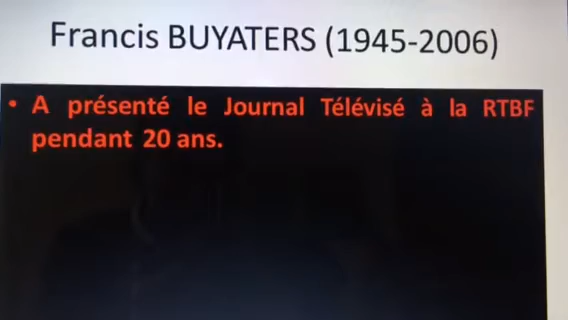 Francis BUYATERS (1945-2006)
• A présenté le Journal Télévisé à la RTBF
pendant 20 ans.